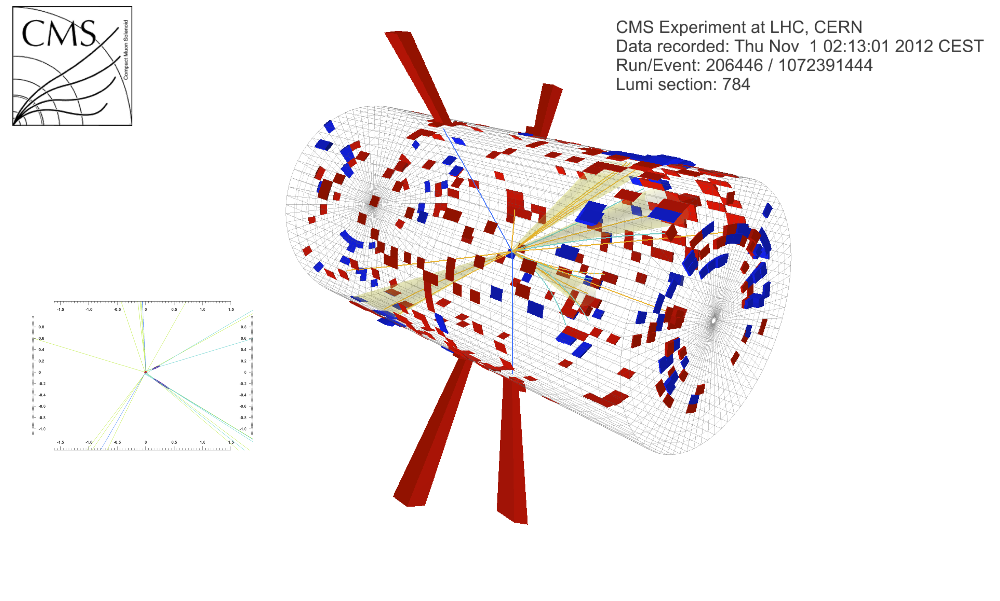 CMS
Compact Muon Solenoid
CMS Experiment at LHC, CERN
Data recorded: Thu Nov 1 02:13:01 2012 CEST
Run/Event: 206446 / 1072391444
Lumi section: 784
-1.5 -1.0 -0.5 0 0.5 1.0 1.5
0.8 0.8
0.6 0.6
0.4 0.4
0.2 0.2
0 0
-0.2 -0.2
-0.4 -0.4
-0.6 -0.6
-0.8 -0.8
-1.0 -1.0
-1.5 -1.0 -0.5 0 0.5 1.0 1.5